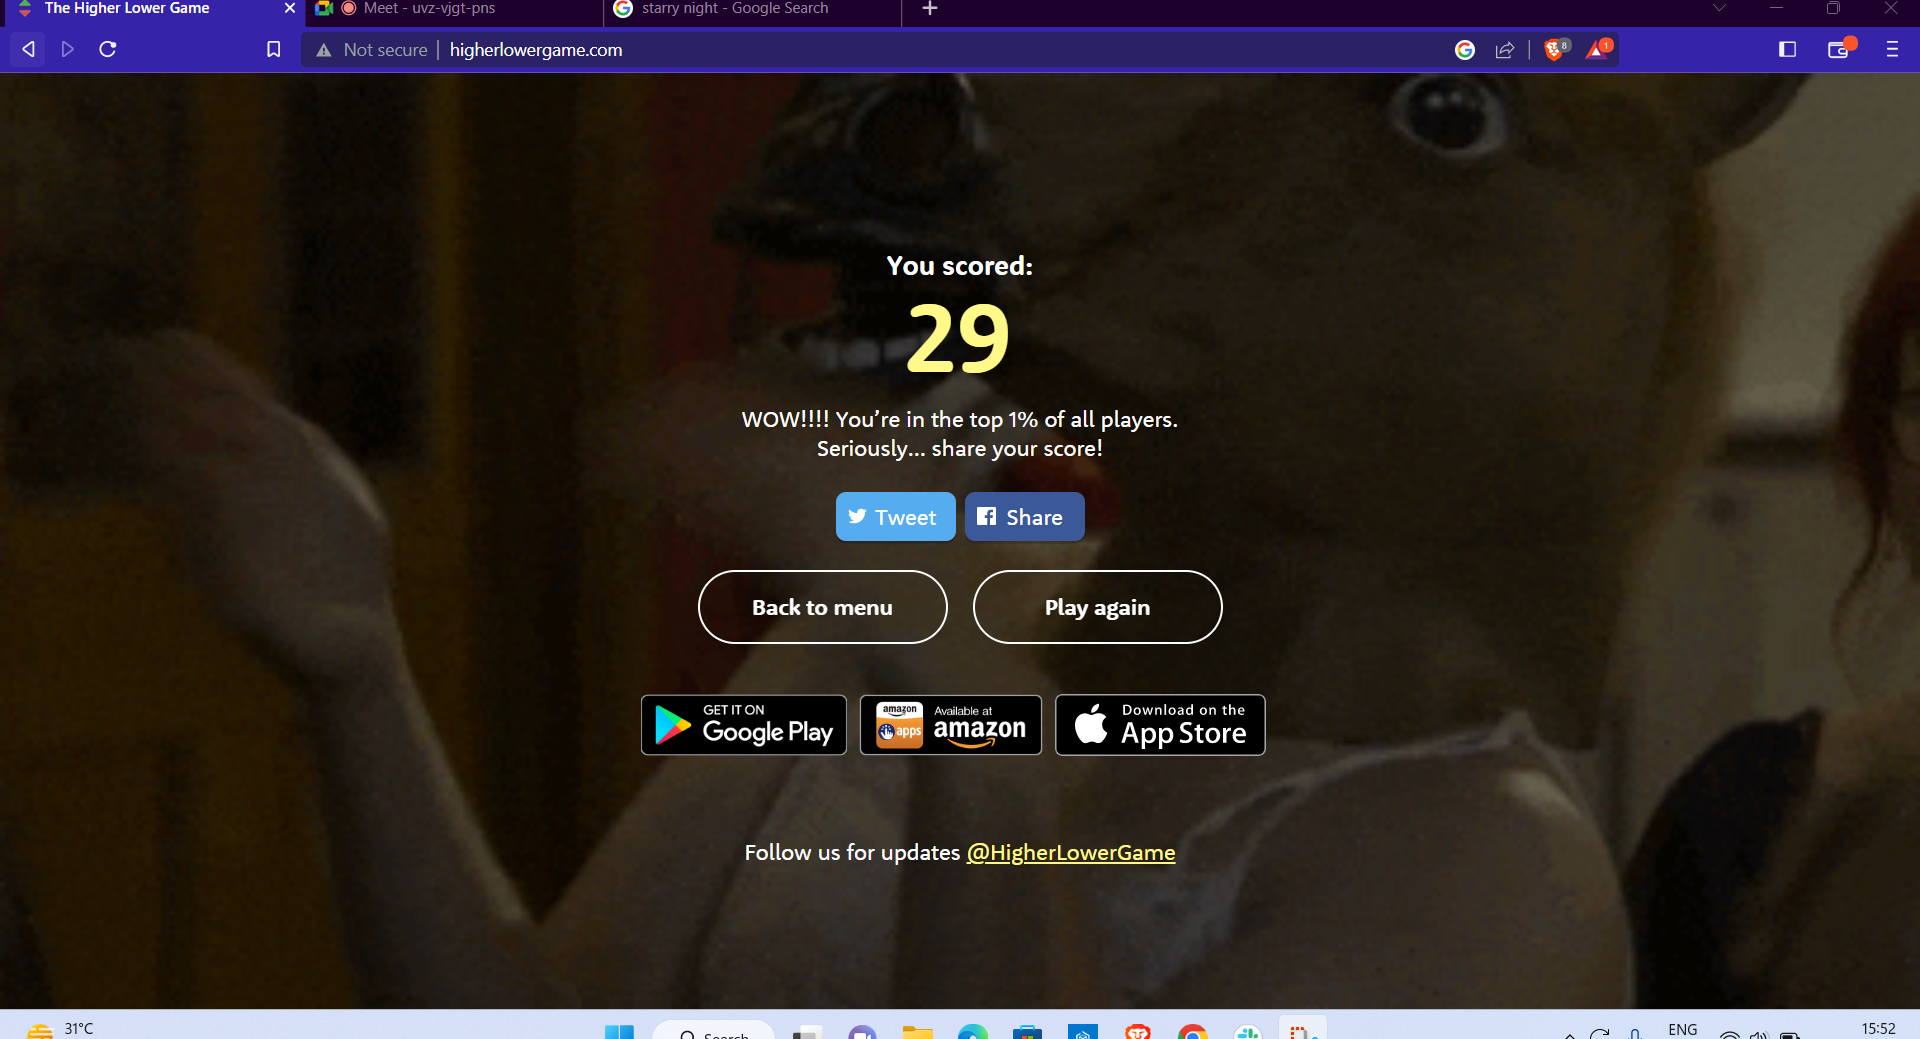 The Higher Lower Game
Meet - uvz-vjgt-pns
starry night - Google Search
Not secure
higherlowergame.com
8
1
You scored:
29
WOW!!!! You’re in the top 1% of all players.
Seriously... share your score!
Tweet
Share
Back to menu
Play again
GET IT ON
Google Play
amazon
apps
Available at
amazon
Download on the
App Store
Follow us for updates @HigherLowerGame
31°C
Search
ENG
15:52